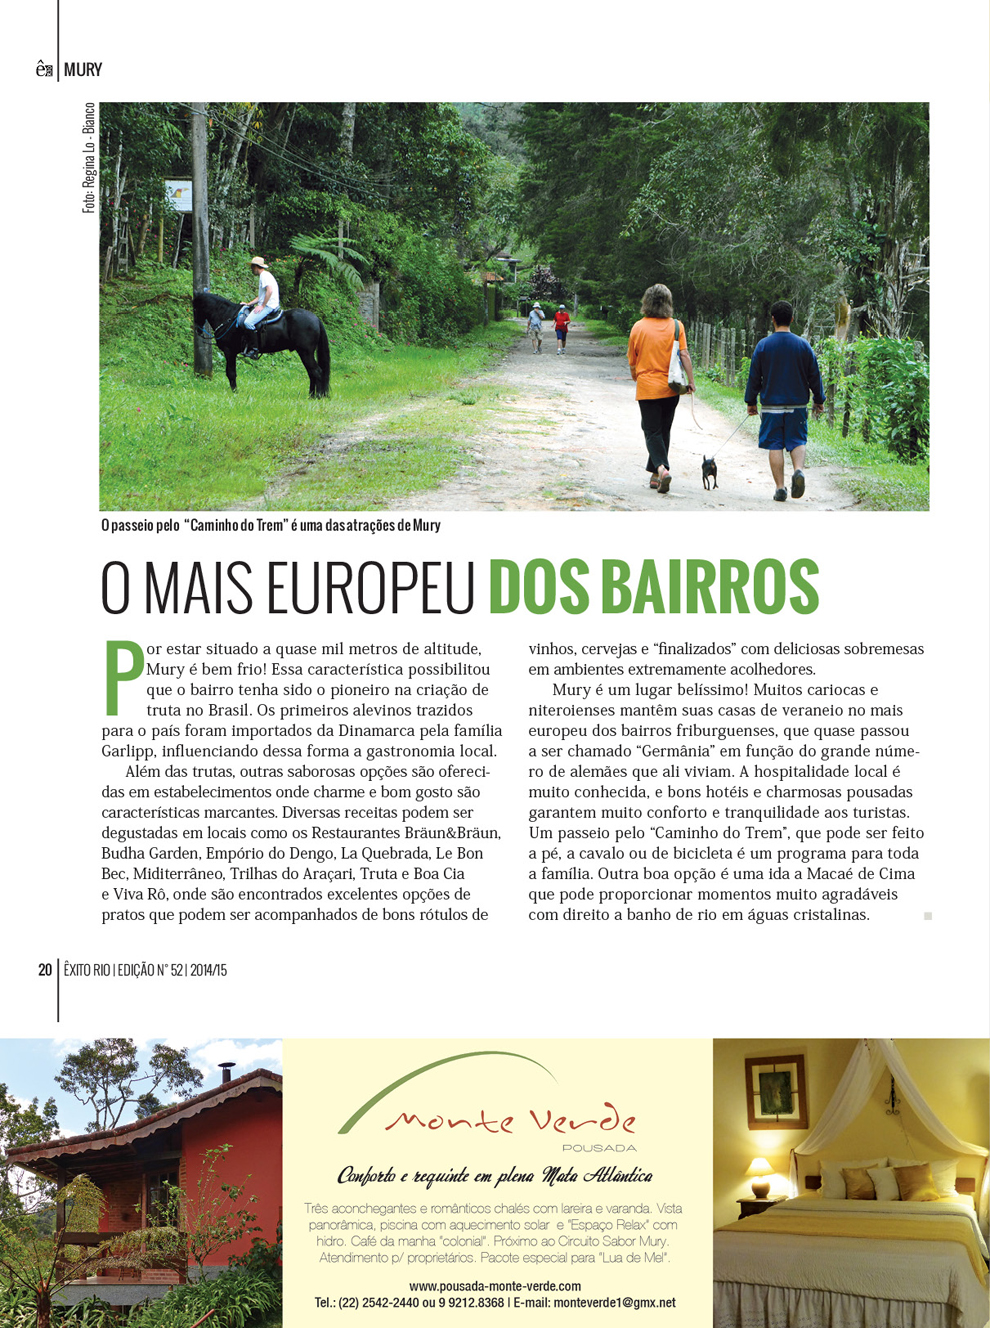 ê
MURY
Foto: Regina Lo - Bianco
O passeio pelo “Caminho do Trem” é uma das atrações de Mury
O MAIS EUROPEU DOS BAIRROS
Por estar situado a quase mil metros de altitude,
Mury é bem frio! Essa característica possibilitou
que o bairro tenha sido o pioneiro na criação de
truta no Brasil. Os primeiros alevinos trazidos
para o país foram importados da Dinamarca pela família
Garlipp, influenciando dessa forma a gastronomia local.
Além das trutas, outras saborosas opções são ofereci-
das em estabelecimentos onde charme e bom gosto são
características marcantes. Diversas receitas podem ser
degustadas em locais como os Restaurantes Bräun&Bräun,
Budha Garden, Empório do Dengo, La Quebrada, Le Bon
Bec, Miditerrâneo, Trilhas do Araçari, Truta e Boa Cia
e Viva Rô, onde são encontrados excelentes opções de
pratos que podem ser acompanhados de bons rótulos de
vinhos, cervejas e “finalizados” com deliciosas sobremesas
em ambientes extremamente acolhedores.
Mury é um lugar belíssimo! Muitos cariocas e
niteroienses mantêm suas casas de veraneio no mais
europeu dos bairros friburguenses, que quase passou
a ser chamado “Germânia” em função do grande núme-
ro de alemães que ali viviam. A hospitalidade local é
muito conhecida, e bons hotéis e charmosas pousadas
garantem muito conforto e tranquilidade aos turistas.
Um passeio pelo “Caminho do Trem”, que pode ser feito
a pé, a cavalo ou de bicicleta é um programa para toda
a família. Outra boa opção é uma ida a Macaé de Cima
que pode proporcionar momentos muito agradáveis
com direito a banho de rio em águas cristalinas.
20 ÊXITO RIO | EDIÇÃO N° 52 | 2014/15
Monte Verde
POUSADA
Conforto e requinte em plena Mata Atlântica
Três aconchegantes e românticos chalés com lareira e varanda. Vista
panorâmica, piscina com aquecimento solar e "Espaço Relax" com
hidro. Café da manha "colonial". Próximo ao Circuito Sabor Mury.
Atendimento p/ proprietários. Pacote especial para "Lua de Mel".
www.pousada-monte-verde.com
Tel.: (22) 2542-2440 ou 9 9212.8368 | E-mail: monteverde1@gmx.net